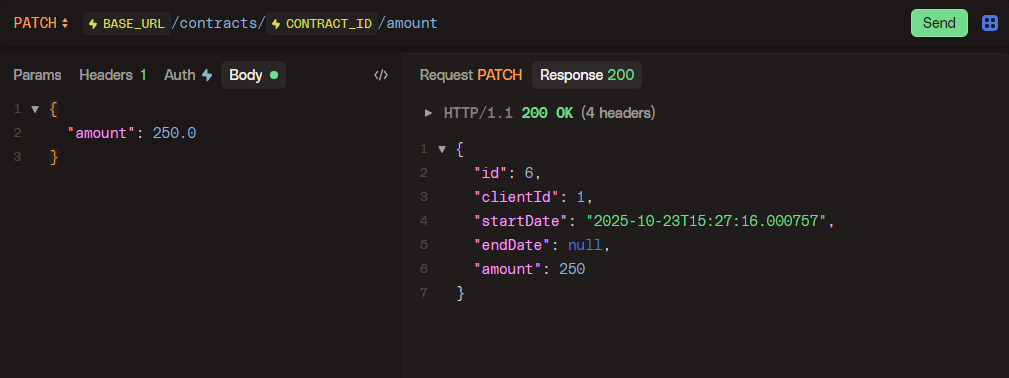 PATCH BASE_URL/contracts/ CONTRACT_ID/amount Send
Params Headers 1 Auth Body </>
1 {
2 "amount": 250.0
3 }
Request PATCH Response 200
HTTP/1.1 200 OK (4 headers)
1 {
2 "id": 6,
3 "clientId": 1,
4 "startDate": "2025-10-23T15:27:16.000757",
5 "endDate": null,
6 "amount": 250
7 }